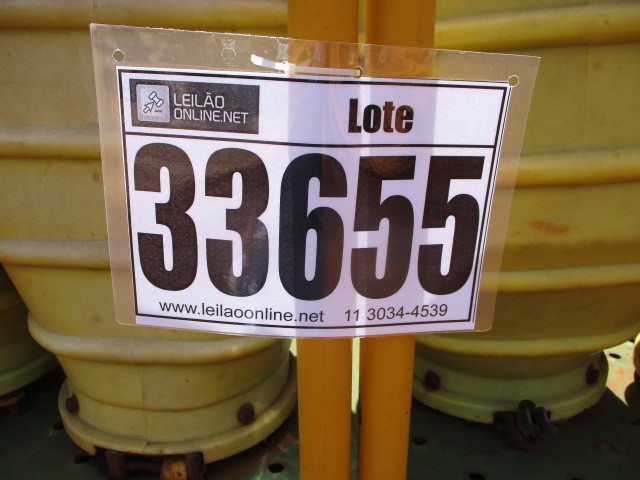 LEILÃO
ONLINE.NET
Lote
33655
www.leilaoonline.net 11 3034-4539